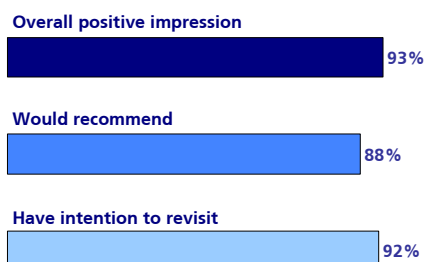 Overall positive impression
93%
Would recommend
88%
Have intention to revisit
92%